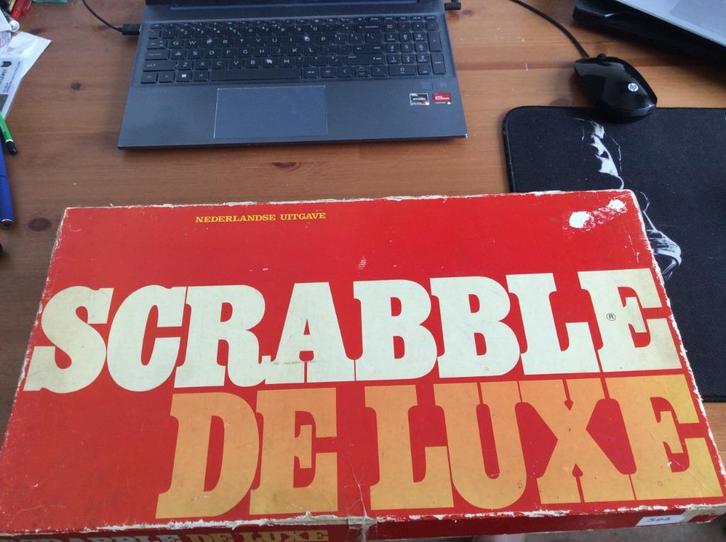 NEDERLANDSE UITGAVE
SCRABBLE®
DE LUXE
SCRABBLE DE LUXE